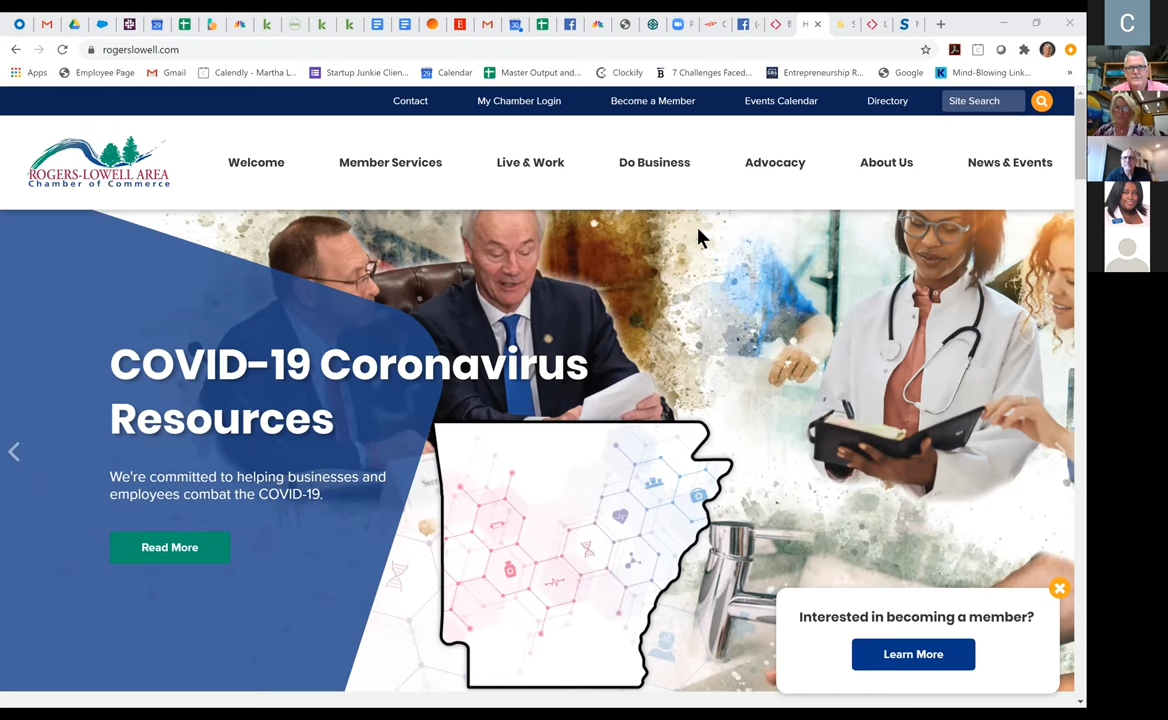 rogerslowell.com
Apps
Employee Page
Gmail
Calendly - Martha L...
Startup Junkie Clien...
Calendar
Master Output and...
Clockify
7 Challenges Faced...
Entrepreneurship R...
Google
Mind-Blowing Link...
»
Contact
My Chamber Login
Become a Member
Events Calendar
Directory
Site Search
ROGERS-LOWELL AREA
Chamber of Commerce
Welcome
Member Services
Live & Work
Do Business
Advocacy
About Us
News & Events
COVID-19 Coronavirus
Resources
We're committed to helping businesses and
employees combat the COVID-19.
Read More
Interested in becoming a member?
Learn More
C